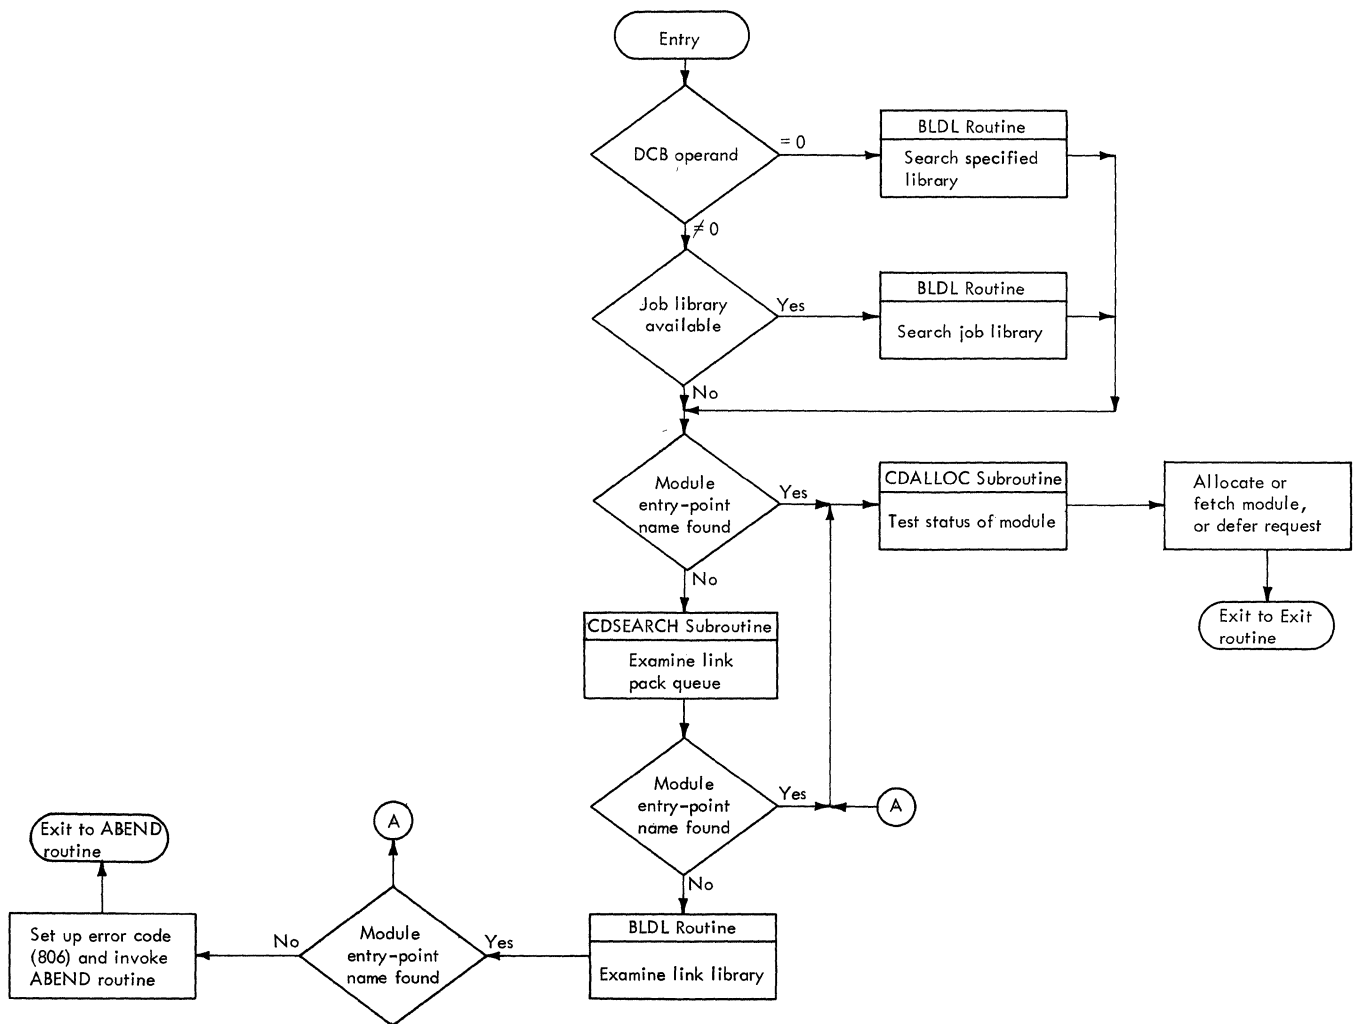 Entry
DCB operand
= 0
BLDL Routine
Search specified
library
≠ 0
Job library
available
Yes
BLDL Routine
Search job library
No
Module
entry-point
name found
Yes
CDALLOC Subroutine
Test status of module
Allocate or
fetch module,
or defer request
No
Exit to Exit
routine
CDSEARCH Subroutine
Examine link
pack queue
Module
entry-point
name found
Yes
A
No
Exit to ABEND
routine
A
Set up error code
(806) and invoke
ABEND routine
No
Module
entry-point
name found
Yes
BLDL Routine
Examine link library